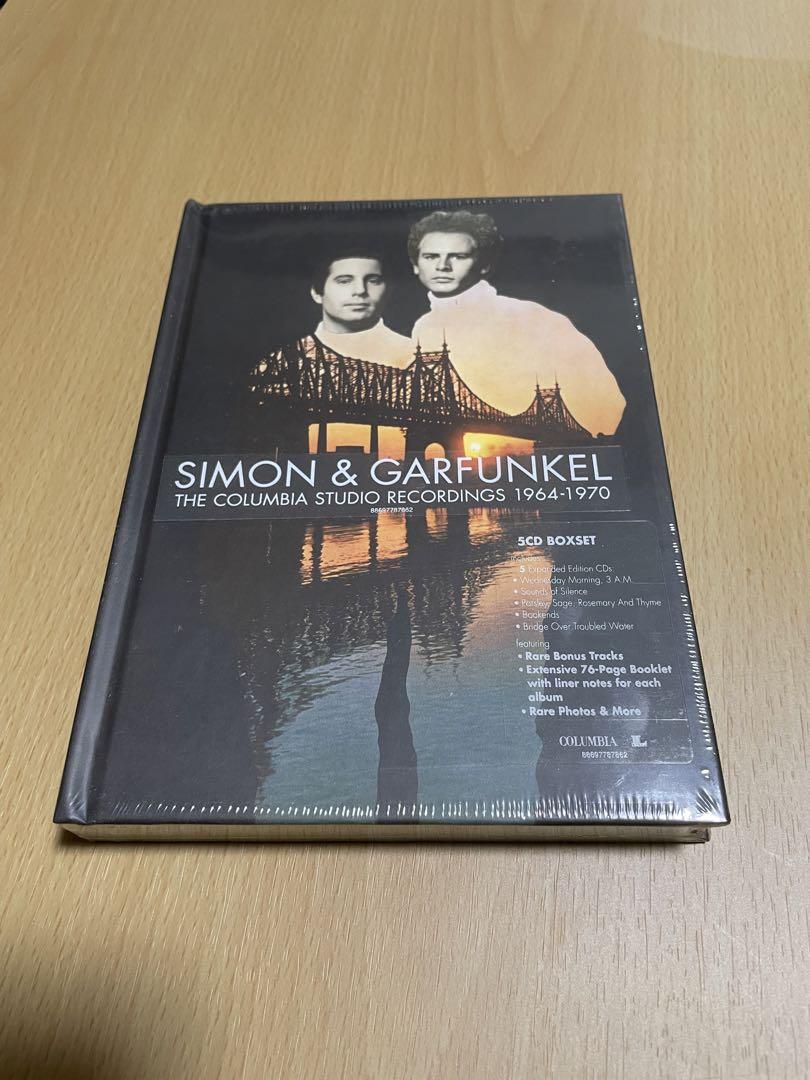 SIMON & GARFUNKEL
THE COLUMBIA STUDIO RECORDINGS 1964-1970
88697787862
5CD BOXSET
Includes
5 Expanded Edition CDs:
• Wednesday Morning, 3 A.M.
• Sounds of Silence
• Parsley, Sage, Rosemary And Thyme
• Bookends
• Bridge Over Troubled Water
featuring
• Rare Bonus Tracks
• Extensive 76-Page Booklet
with liner notes for each
album
• Rare Photos & More
COLUMBIA L
88697787862